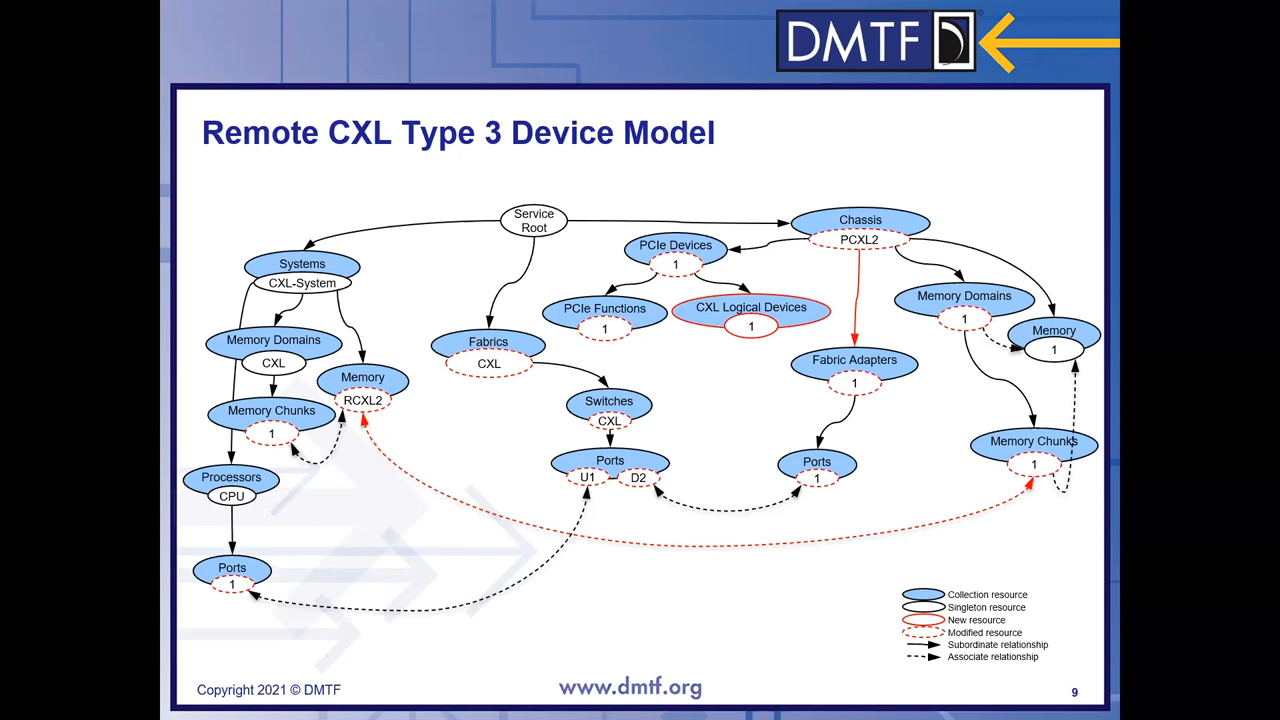 DMTF
©
Remote CXL Type 3 Device Model
Service
Root
Chassis
PCXL2
PCIe Devices
1
Systems
CXL-System
PCIe Functions
1
CXL Logical Devices
1
Memory Domains
1
Memory
1
Memory Domains
CXL
Fabrics
CXL
Fabric Adapters
1
Memory
RCXL2
Memory Chunks
1
Switches
CXL
Memory Chunks
1
Ports
U1
D2
Ports
1
Processors
CPU
Ports
1
Collection resource
Singleton resource
New resource
Modified resource
Subordinate relationship
Associate relationship
Copyright 2021 © DMTF
www.dmtf.org
9